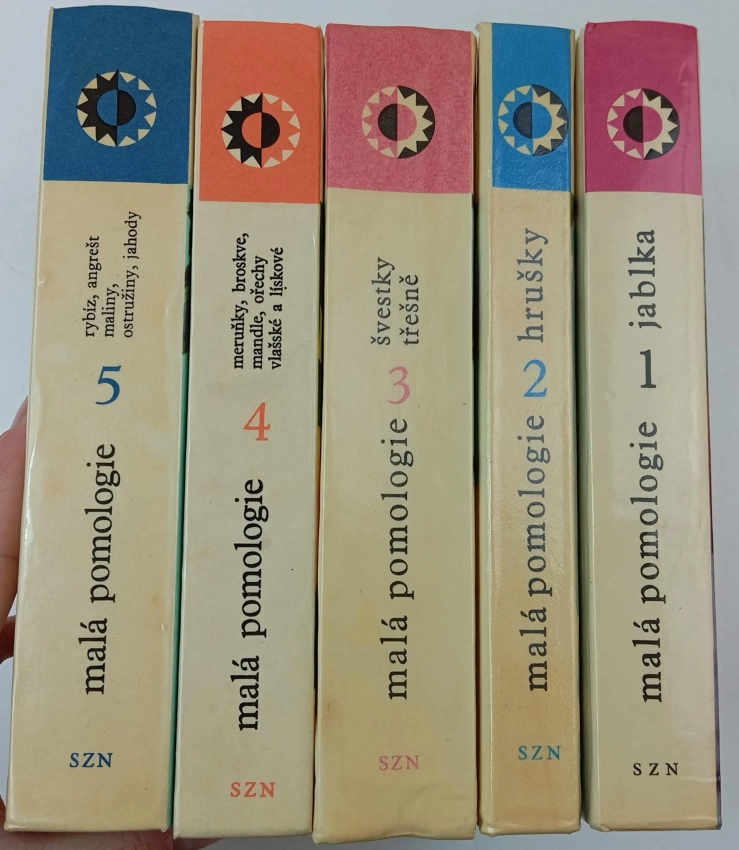 rybíz, angrešt
maliny,
ostružiny, jahody
5
malá pomologie
SZN
meruňky, broskve,
mandle, ořechy
vlašské a lískové
4
malá pomologie
SZN
švestky
třešně
3
malá pomologie
SZN
hrušky
2
malá pomologie
SZN
jablka
1
malá pomologie
SZN